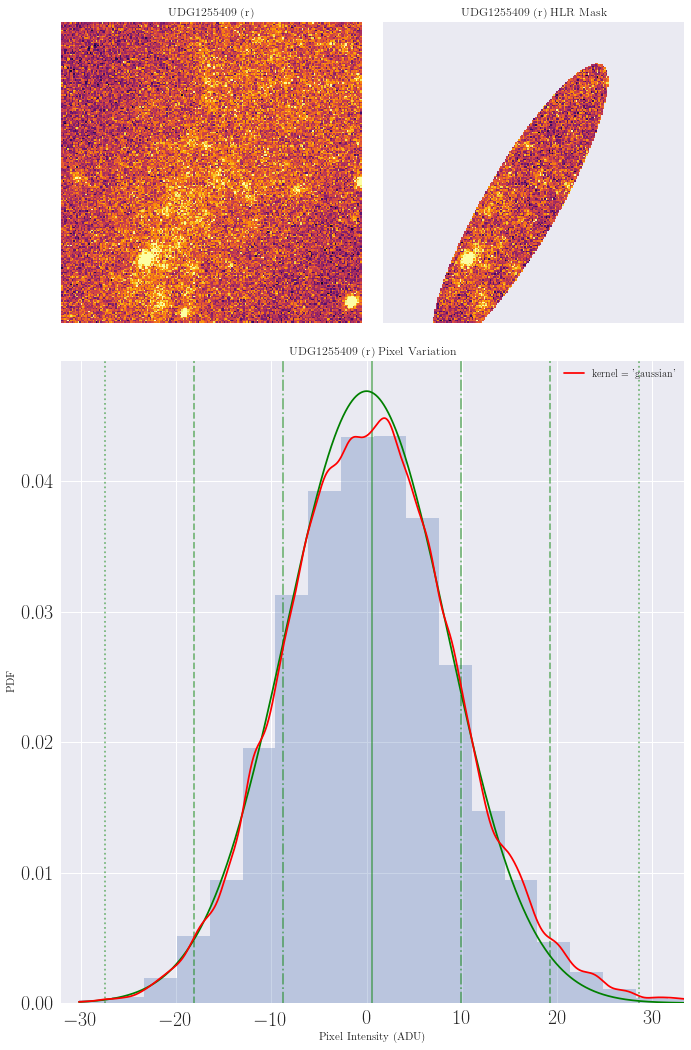 UDG1255409 (r)
UDG1255409 (r) HLR Mask
UDG1255409 (r) Pixel Variation
kernel = 'gaussian'
PDF
0.04
0.03
0.02
0.01
0.00
−30 −20 −10 0 10 20 30
Pixel Intensity (ADU)